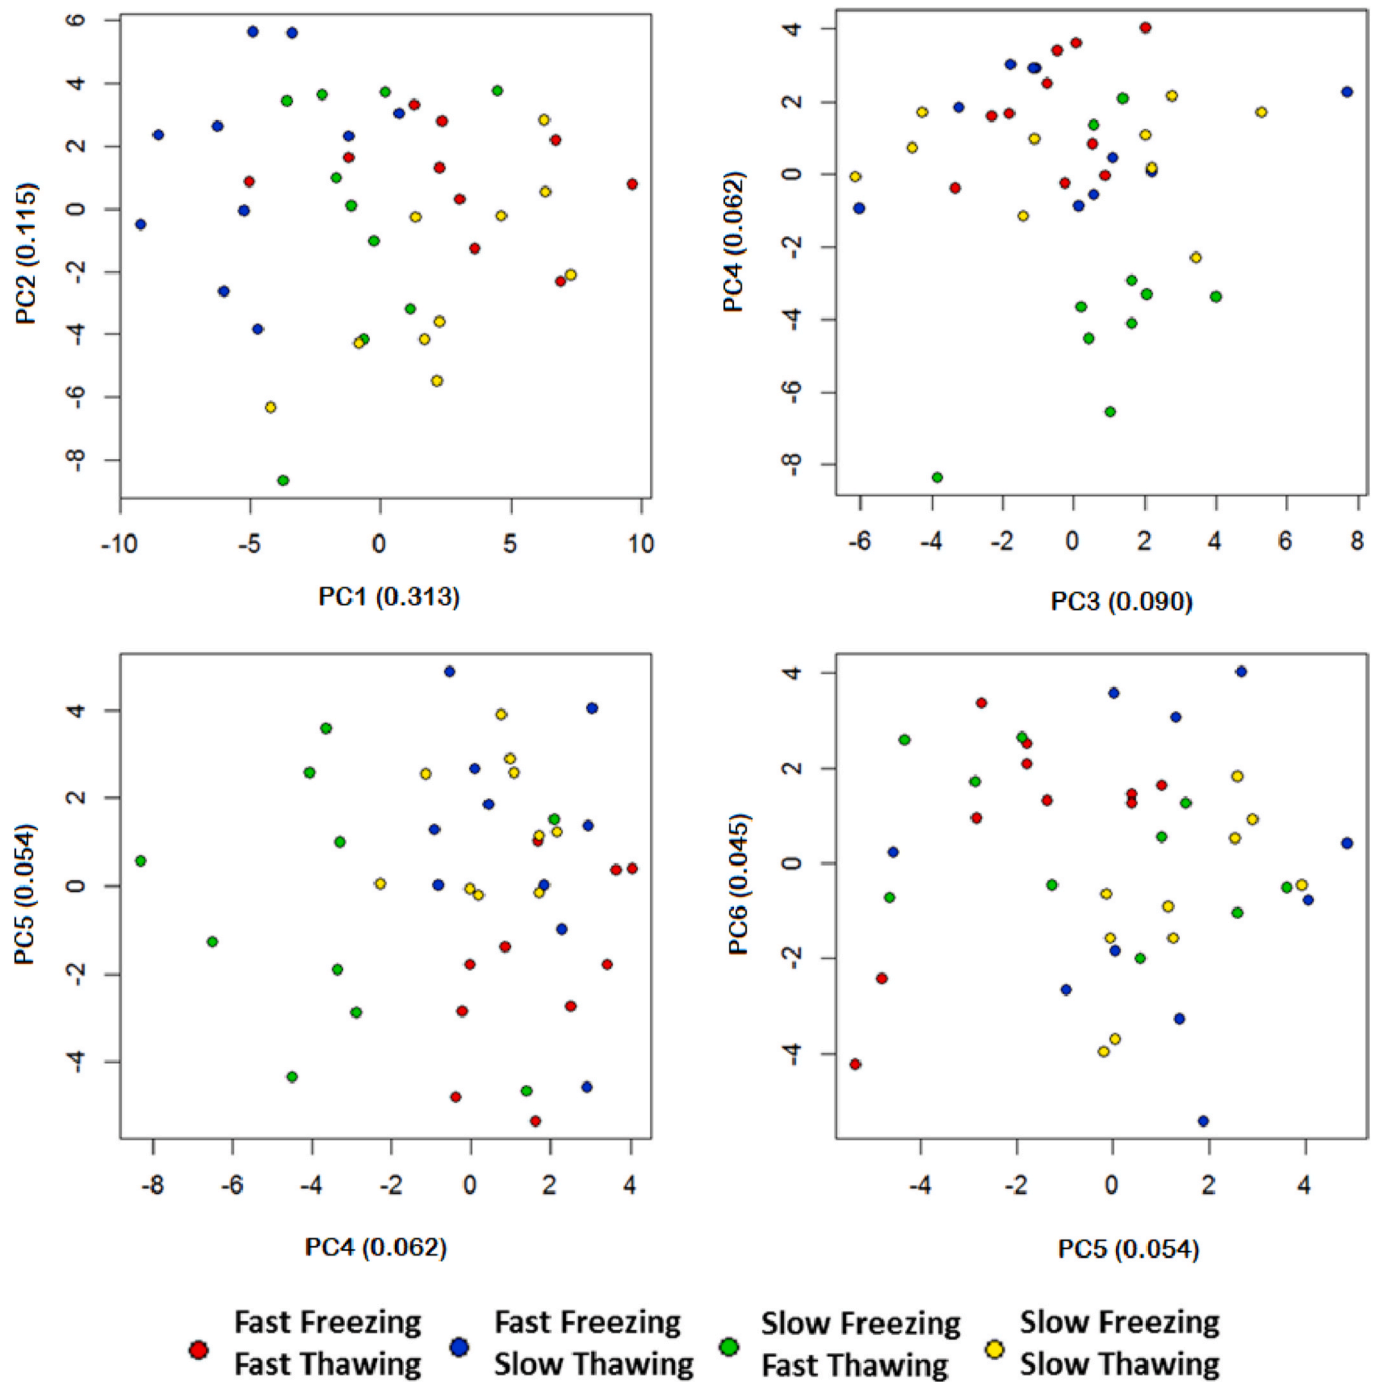 6
4
2
0
-2
-4
-6
-8
PC2 (0.115)
-10 -5 0 5 10
PC1 (0.313)
4
2
0
-2
-4
-6
-8
PC4 (0.062)
-6 -4 -2 0 2 4 6 8
PC3 (0.090)
4
2
0
-2
-4
PC5 (0.054)
-8 -6 -4 -2 0 2 4
PC4 (0.062)
4
2
0
-2
-4
PC6 (0.045)
-4 -2 0 2 4
PC5 (0.054)
Fast Freezing
Fast Thawing
Fast Freezing
Slow Thawing
Slow Freezing
Fast Thawing
Slow Freezing
Slow Thawing